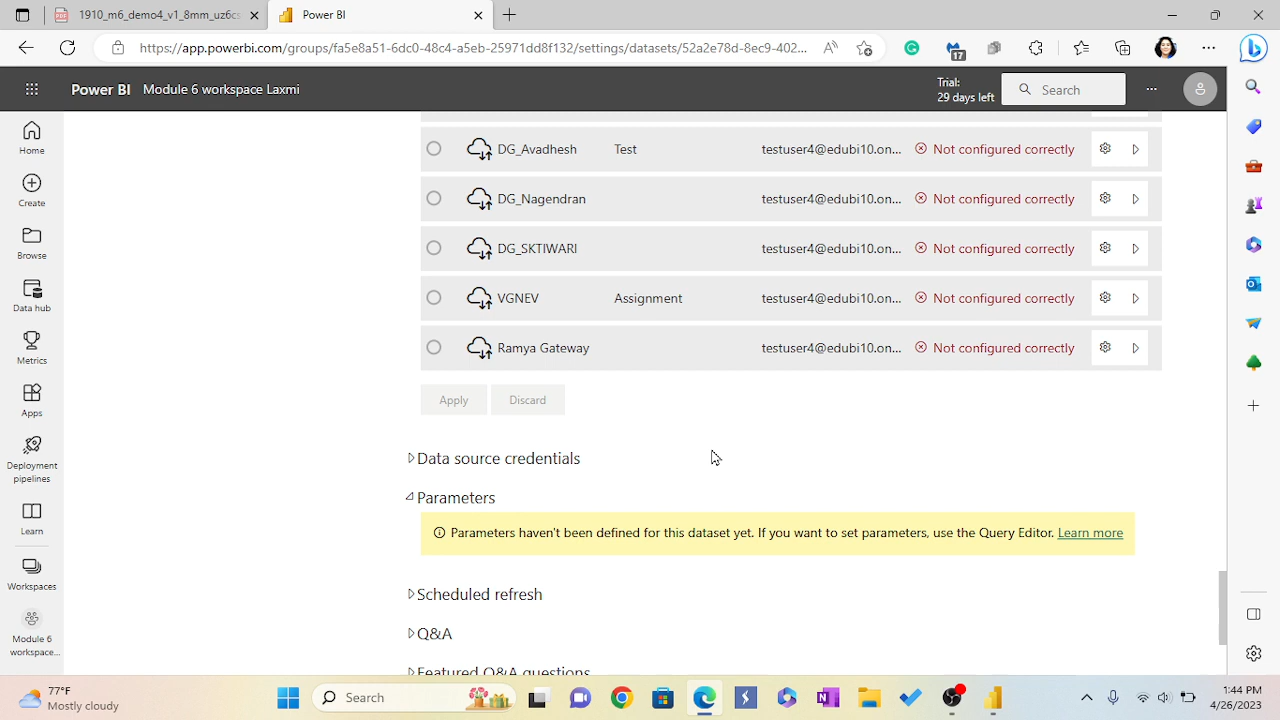 1910_m6_demo4_v1_8mm_uz6cs
Power BI
https://app.powerbi.com/groups/fa5e8a51-6dc0-48c4-a5eb-25971dd8f132/settings/datasets/52a2e78d-8ec9-402...
17
Power BI Module 6 workspace Laxmi
Trial:
29 days left
Search
Home
Create
Browse
Data hub
Metrics
Apps
Deployment
pipelines
Learn
Workspaces
Module 6
workspace...
DG_Avadhesh Test testuser4@edubi10.on... Not configured correctly
DG_Nagendran testuser4@edubi10.on... Not configured correctly
DG_SKTIWARI testuser4@edubi10.on... Not configured correctly
VGNEV Assignment testuser4@edubi10.on... Not configured correctly
Ramya Gateway testuser4@edubi10.on... Not configured correctly
Apply Discard
Data source credentials
Parameters
Parameters haven't been defined for this dataset yet. If you want to set parameters, use the Query Editor. Learn more
Scheduled refresh
Q&A
Featured Q&A questions
77°F
Mostly cloudy
Search
1:44 PM
4/26/2023